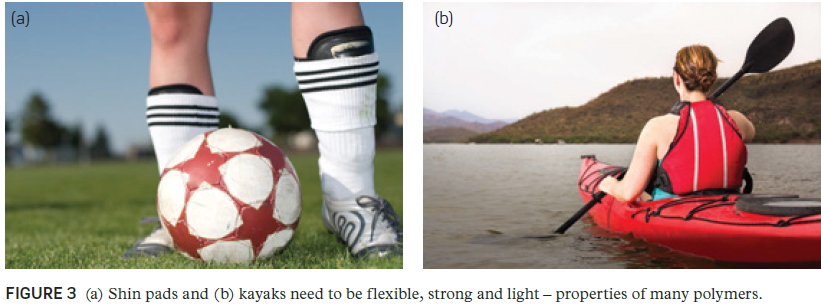 (a)
(b)
FIGURE 3 (a) Shin pads and (b) kayaks need to be flexible, strong and light – properties of many polymers.